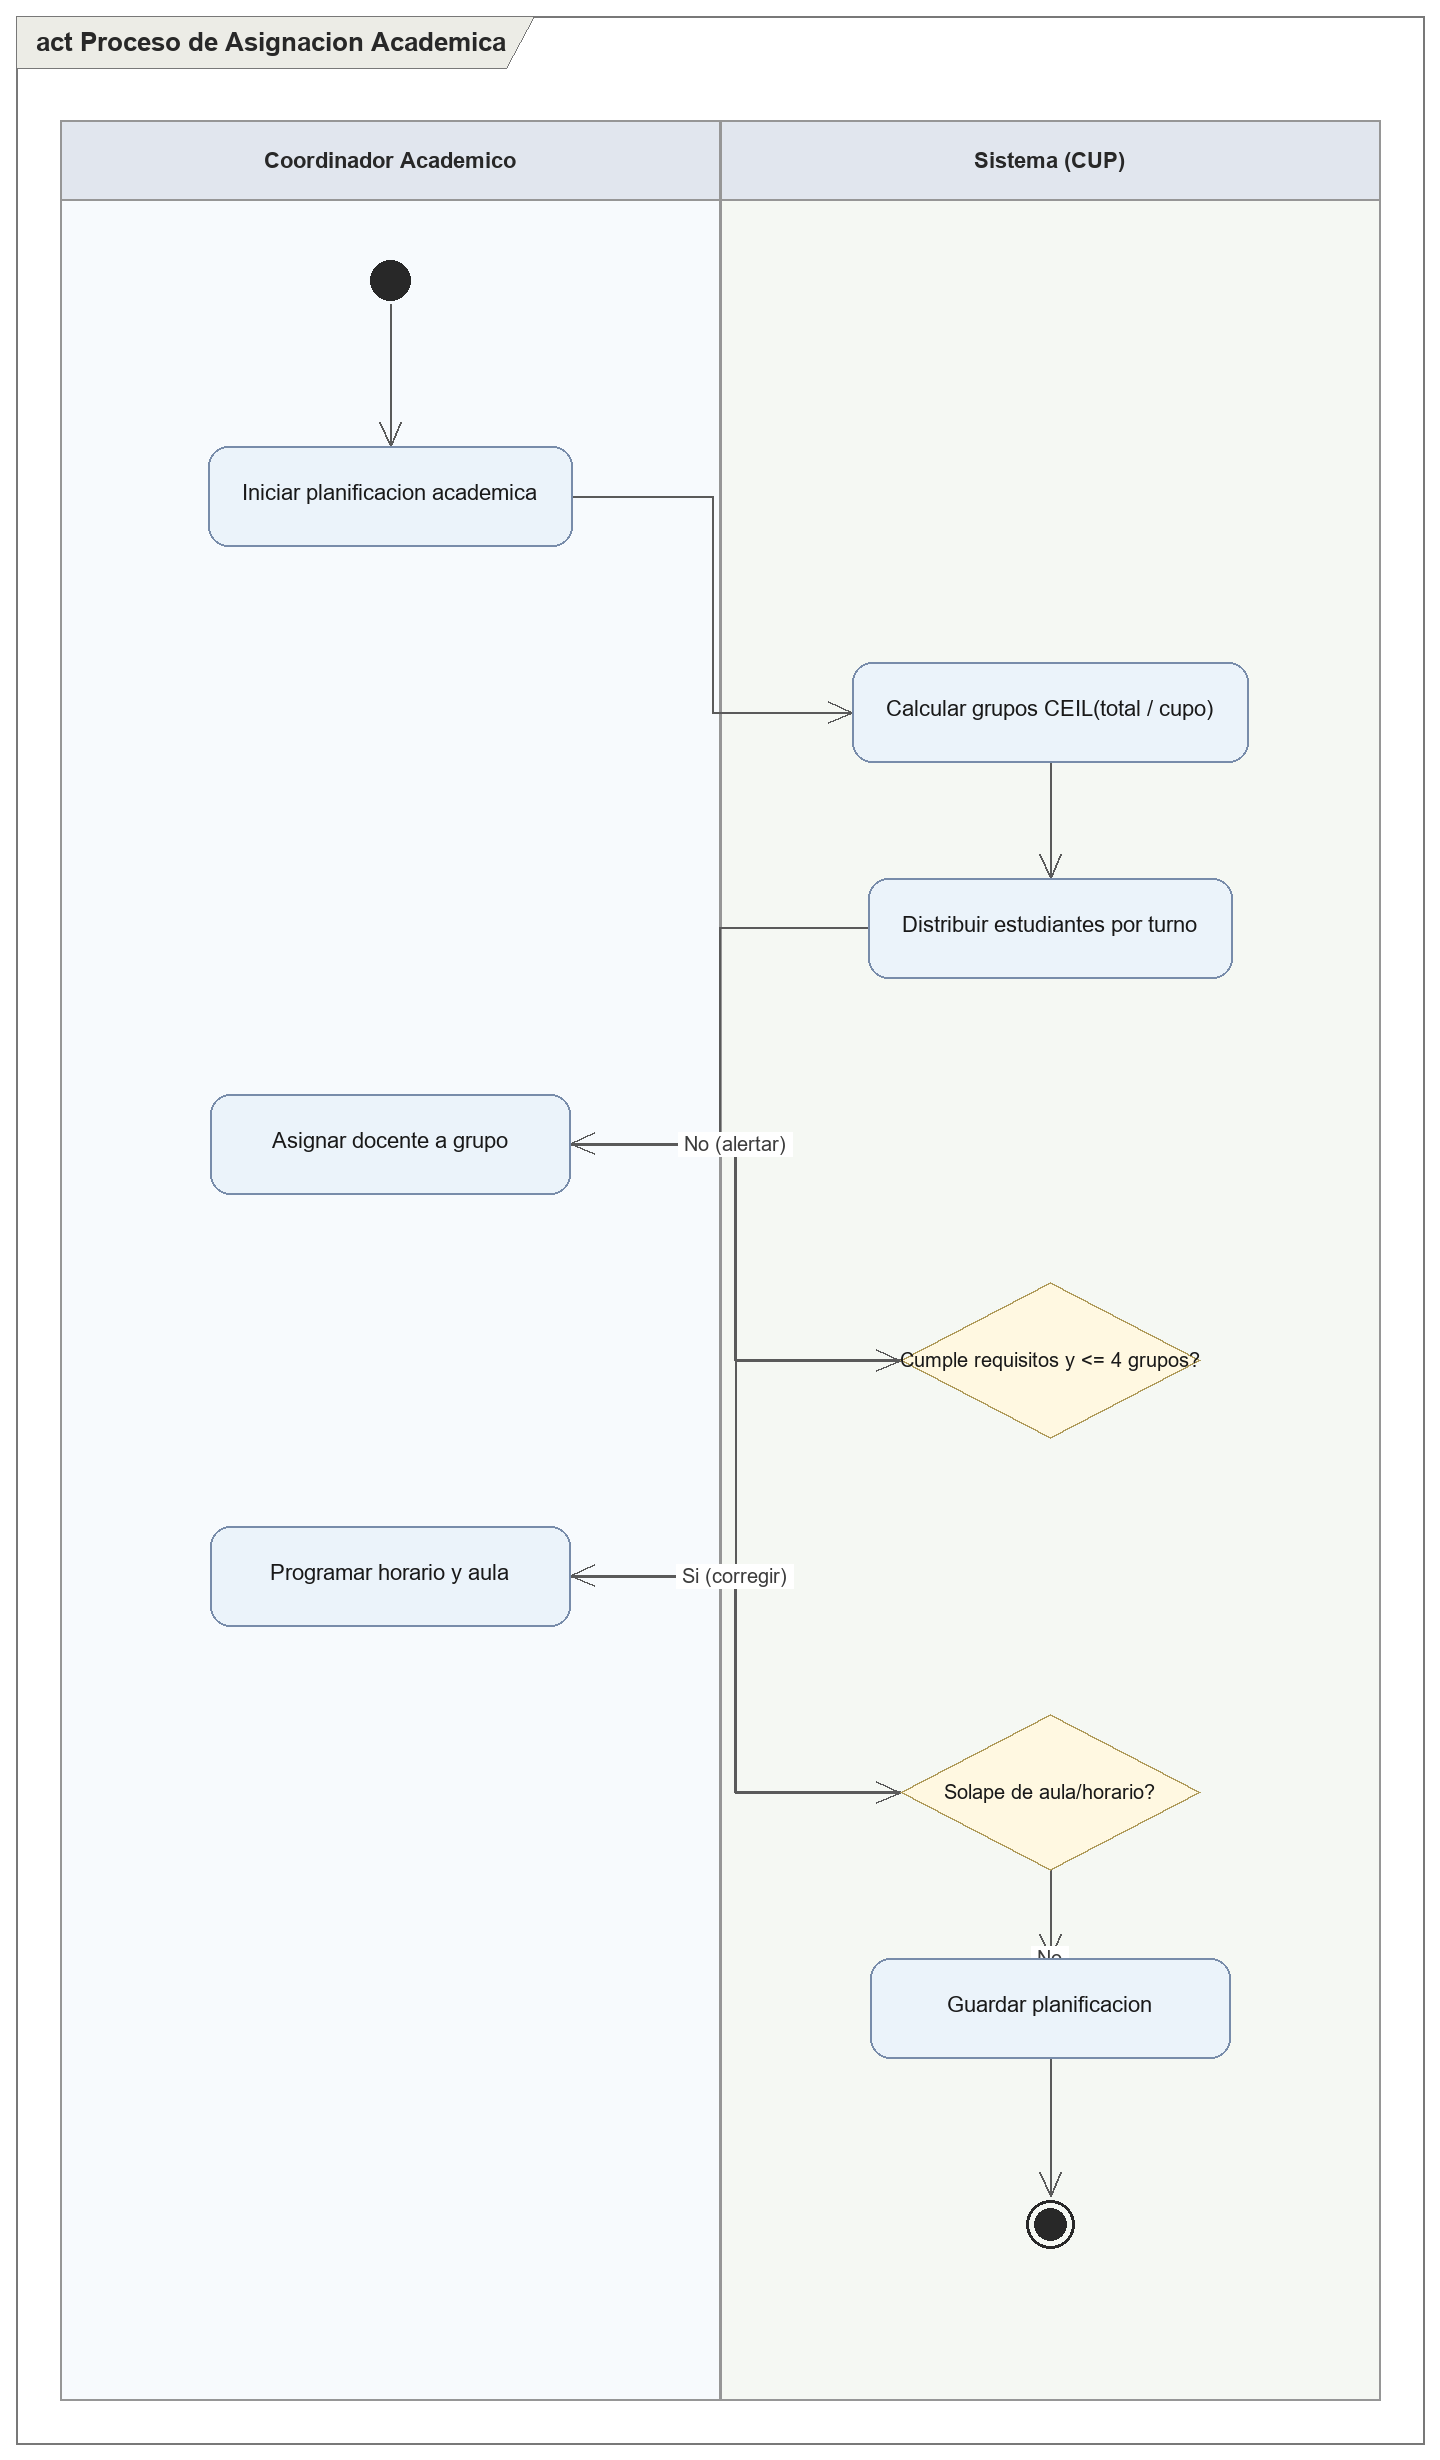 act Proceso de Asignacion Academica
Coordinador Academico
Sistema (CUP)
Iniciar planificacion academica
Calcular grupos CEIL(total / cupo)
Distribuir estudiantes por turno
Asignar docente a grupo
No (alertar)
Cumple requisitos y <= 4 grupos?
Programar horario y aula
Si (corregir)
Solape de aula/horario?
No
Guardar planificacion